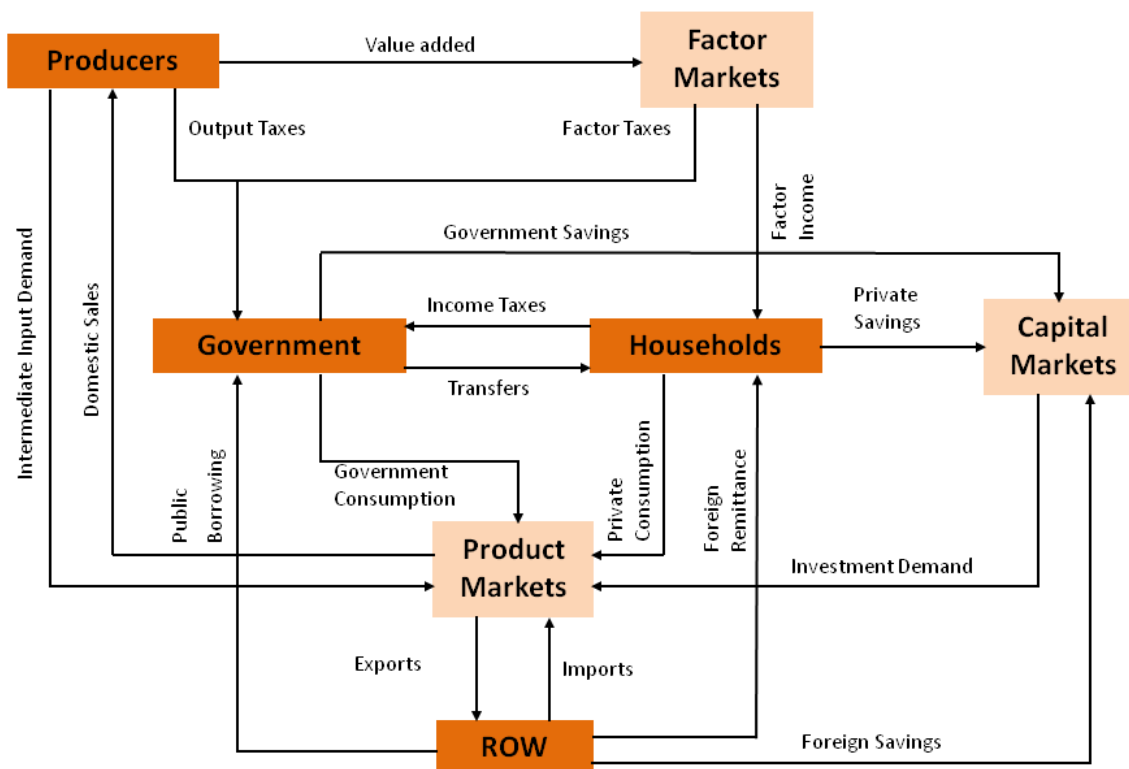 Producers
Value added
Factor
Markets
Output Taxes
Factor Taxes
Factor
Income
Government Savings
Intermediate Input Demand
Domestic Sales
Income Taxes
Private
Savings
Government
Households
Capital
Markets
Transfers
Public
Borrowing
Government
Consumption
Private
Consumption
Foreign
Remittance
Product
Markets
Investment Demand
Exports
Imports
ROW
Foreign Savings